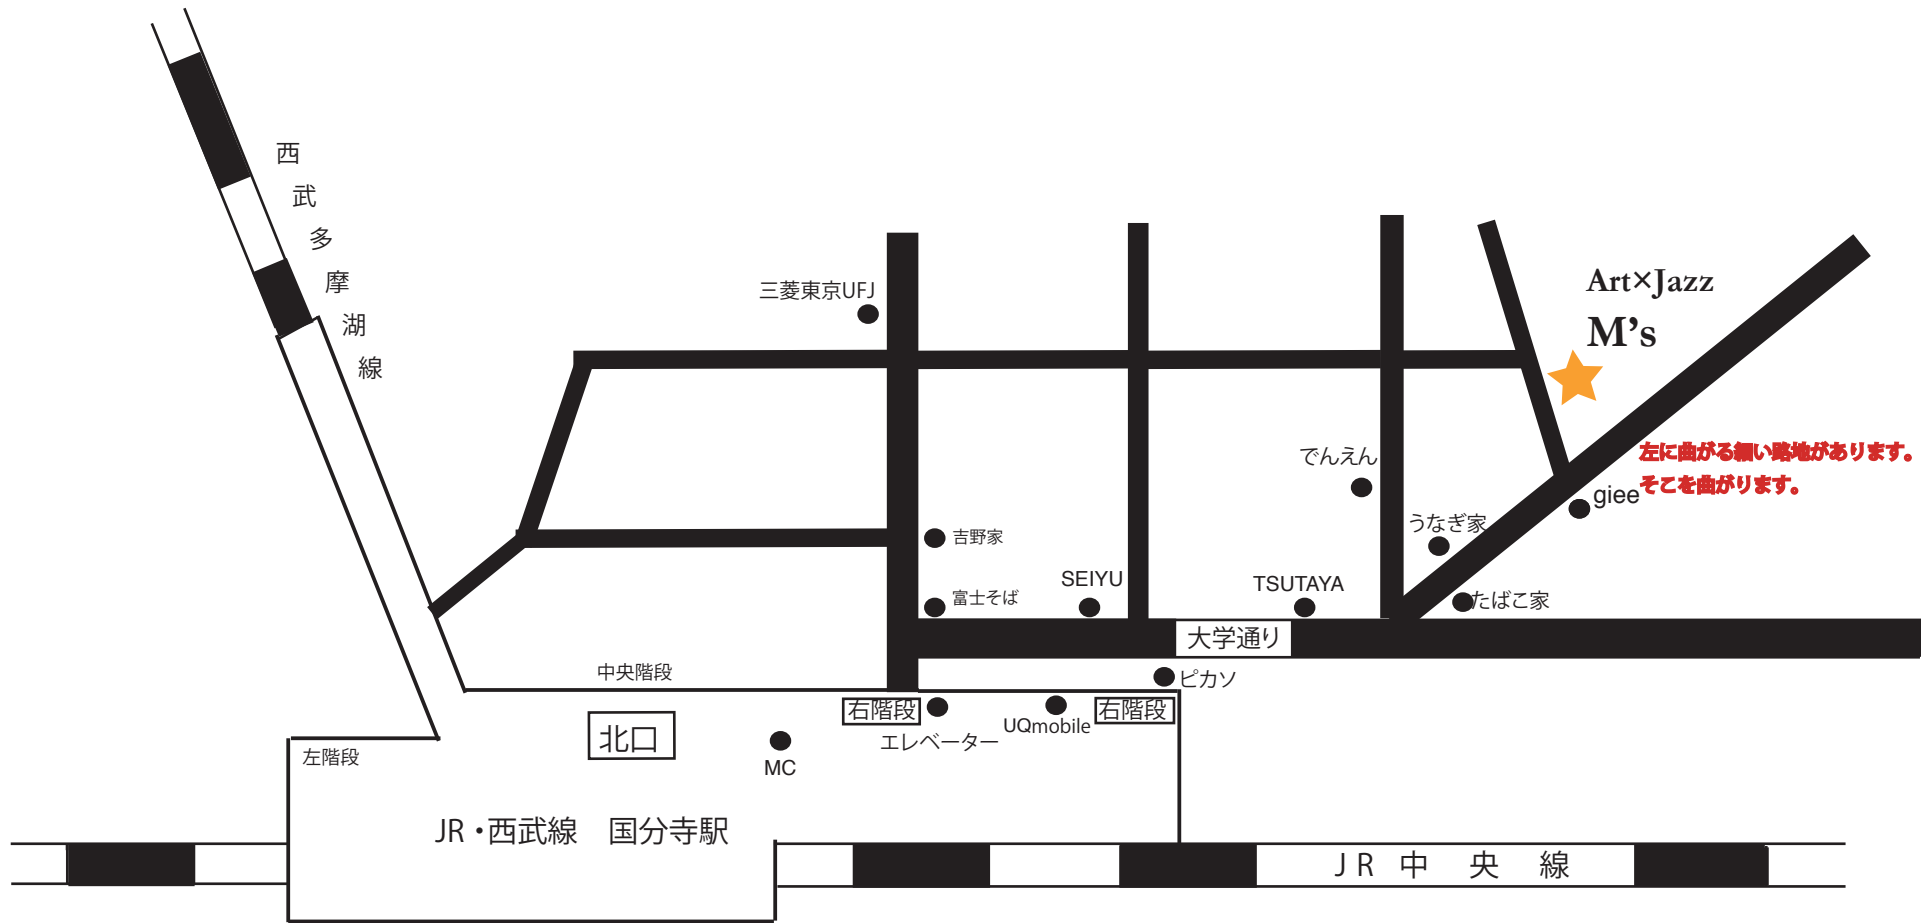 西武多摩湖線
Art×Jazz
M’s
三菱東京UFJ
左に曲がる細い路地があります。
そこを曲がります。
でんえん
giee
うなぎ家
吉野家
SEIYU
TSUTAYA
富士そば
たばこ家
大学通り
中央階段
ピカソ
右階段
右階段
UQmobile
北口
エレベーター
左階段
MC
JR・西武線　国分寺駅
JR 中 央 線